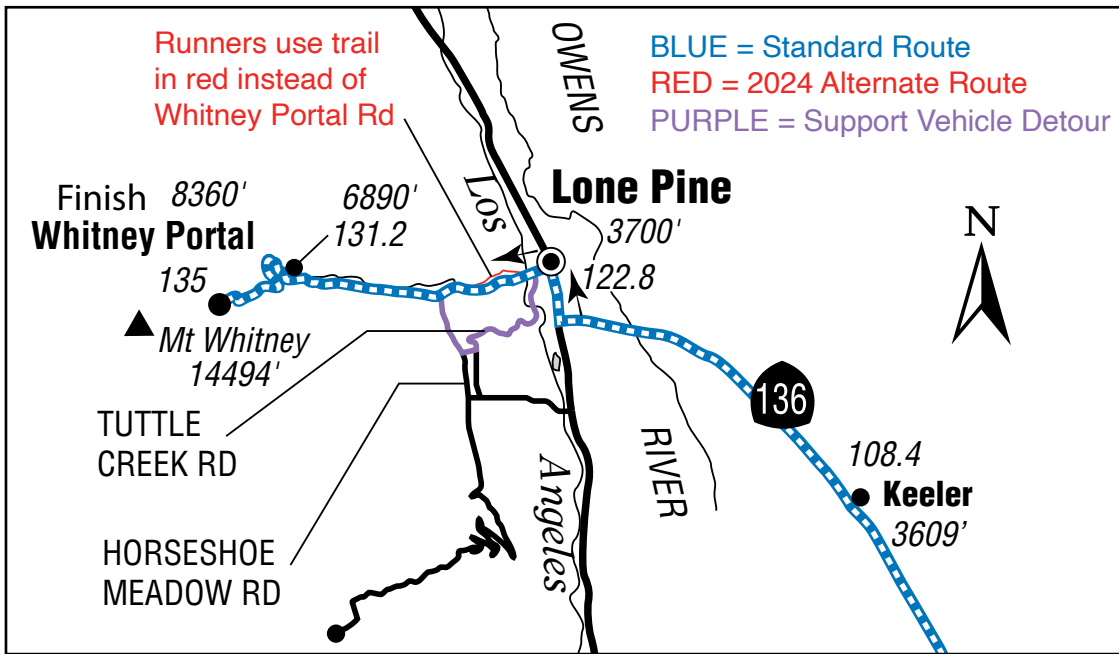 Runners use trail
in red instead of
Whitney Portal Rd
BLUE = Standard Route
RED = 2024 Alternate Route
PURPLE = Support Vehicle Detour
OWENS
RIVER
Los
Angeles
Lone Pine
3700'
122.8
Finish 8360'
Whitney Portal
135
6890'
131.2
Mt Whitney
14494'
N
TUTTLE
CREEK RD
HORSESHOE
MEADOW RD
136
108.4
Keeler
3609’